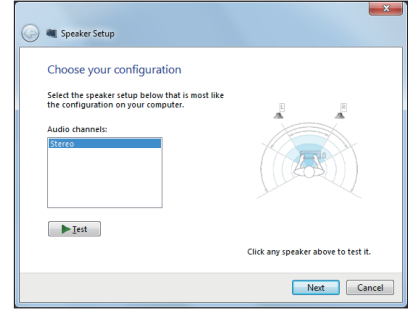 Speaker Setup
Choose your configuration
Select the speaker setup below that is most like
the configuration on your computer.
L
R
Audio channels:
Stereo
Test
Click any speaker above to test it.
Next
Cancel